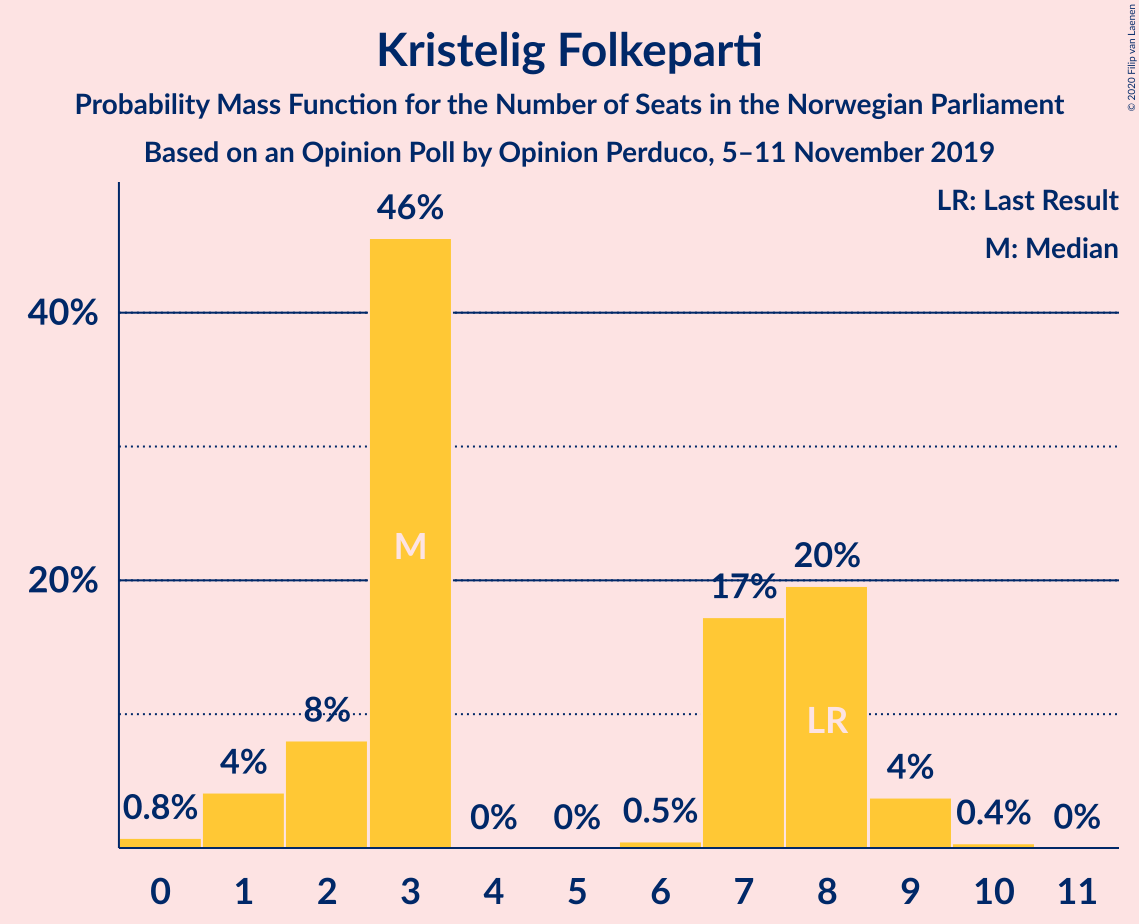 Kristelig Folkeparti
Probability Mass Function for the Number of Seats in the Norwegian Parliament
Based on an Opinion Poll by Opinion Perduco, 5–11 November 2019
© 2020 Filip van Laenen
LR: Last Result
M: Median
46%
40%
M
20%
20%
17%
8%
LR
4%
4%
0.8%
0%
0%
0.5%
0.4%
0%
0 1 2 3 4 5 6 7 8 9 10 11